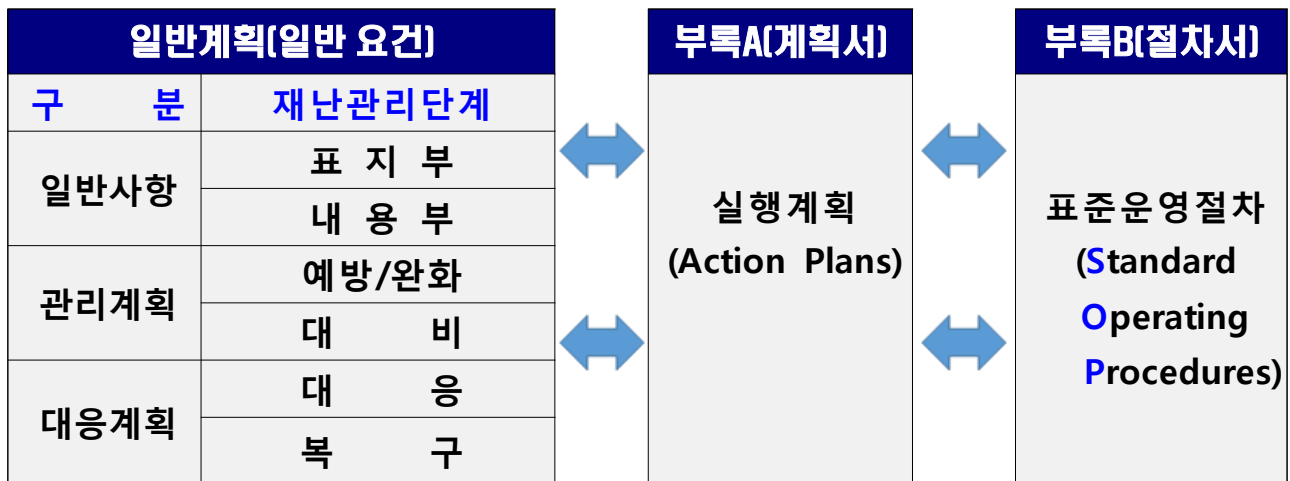 일반계획(일반 요건)
구 분 재난관리단계
일반사항
표 지 부
내 용 부
관리계획
예방/완화
대 비
대응계획
대 응
복 구
부록A(계획서)
실행계획
(Action Plans)
부록B(절차서)
표준운영절차
(Standard
Operating
Procedures)